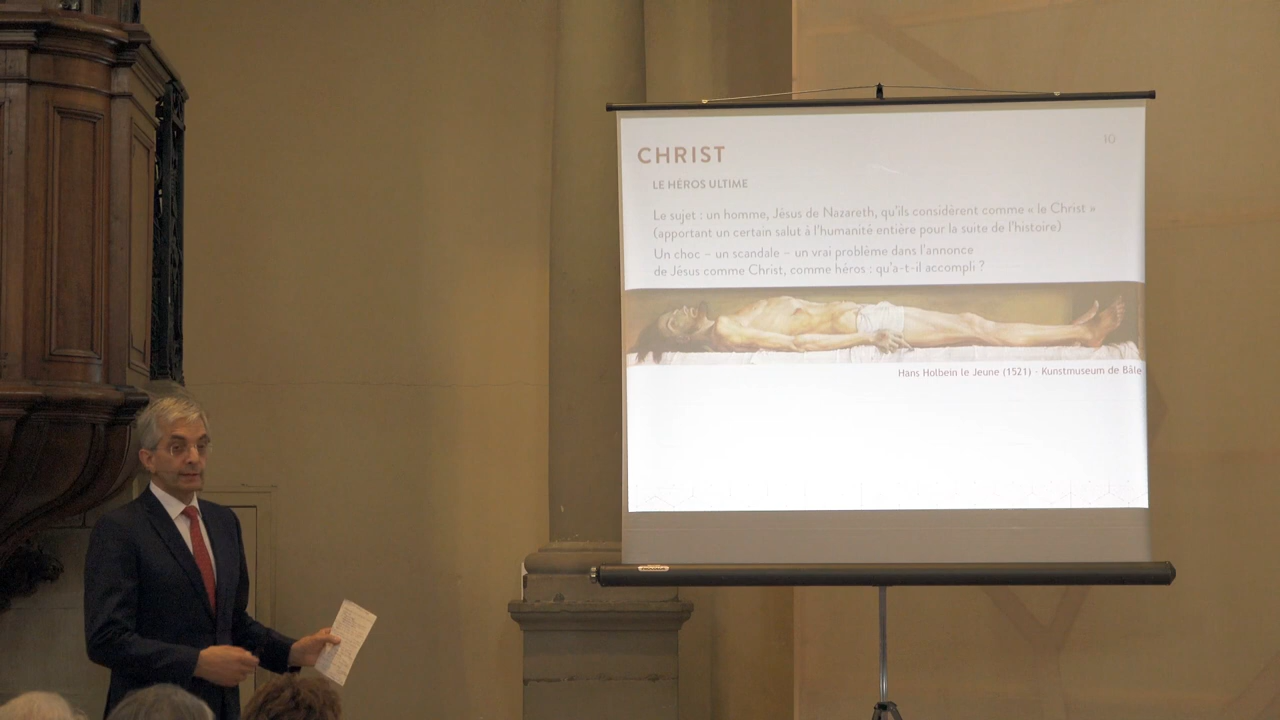 10
CHRIST
LE HÉROS ULTIME
Le sujet : un homme, Jésus de Nazareth, qu'ils considèrent comme « le Christ »
(apportant un certain salut à l'humanité entière pour la suite de l'histoire)
Un choc – un scandale – un vrai problème dans l'annonce
de Jésus comme Christ, comme héros : qu'a-t-il accompli ?
Hans Holbein le Jeune (1521) - Kunstmuseum de Bâle